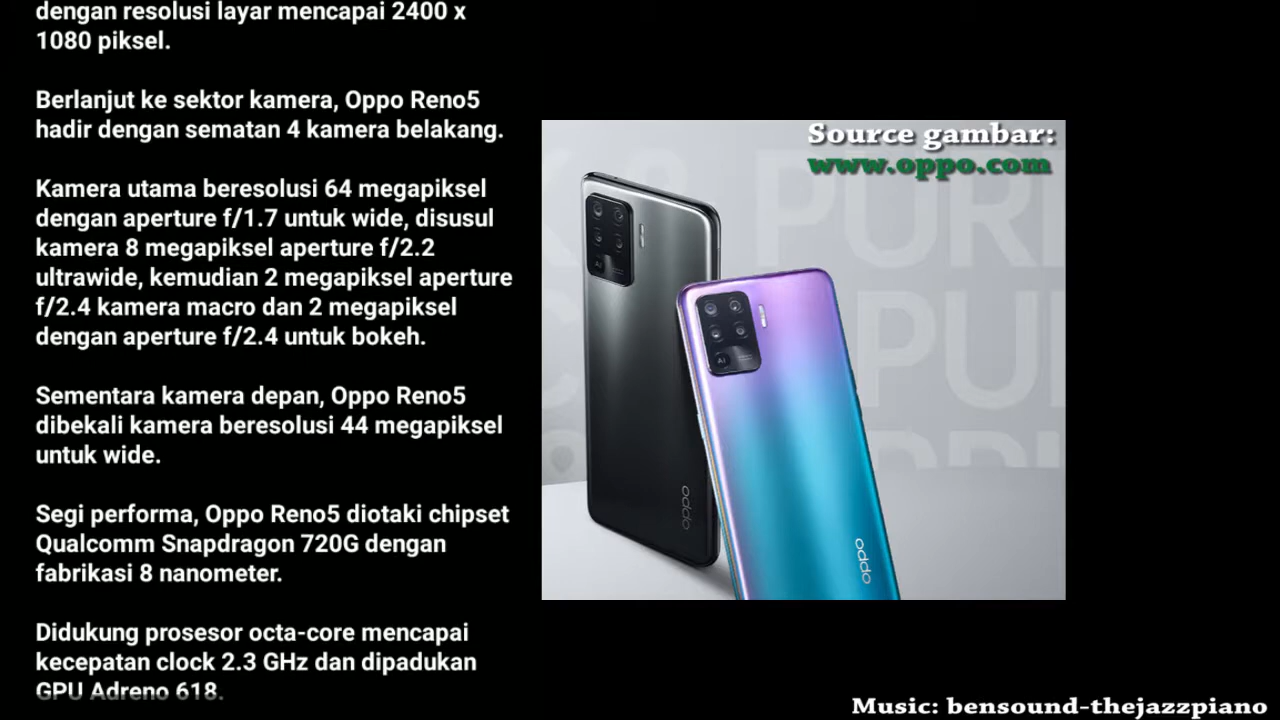 dengan resolusi layar mencapai 2400 x
1080 piksel.
Berlanjut ke sektor kamera, Oppo Reno5
hadir dengan sematan 4 kamera belakang.
Kamera utama beresolusi 64 megapiksel
dengan aperture f/1.7 untuk wide, disusul
kamera 8 megapiksel aperture f/2.2
ultrawide, kemudian 2 megapiksel aperture
f/2.4 kamera macro dan 2 megapiksel
dengan aperture f/2.4 untuk bokeh.
Sementara kamera depan, Oppo Reno5
dibekali kamera beresolusi 44 megapiksel
untuk wide.
Segi performa, Oppo Reno5 diotaki chipset
Qualcomm Snapdragon 720G dengan
fabrikasi 8 nanometer.
Didukung prosesor octa-core mencapai
kecepatan clock 2.3 GHz dan dipadukan
GPU Adreno 618.
Source gambar:
www.oppo.com
AI
oppo
AI
oppo
Music: bensound-thejazzpiano